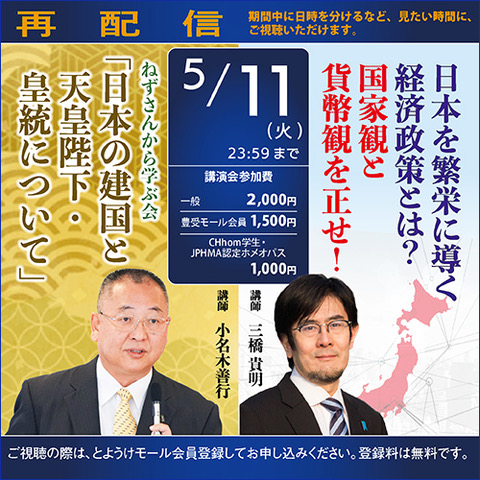 再配信
期間中に日時を分けるなど、見たい時間に、
ご視聴いただけます。
日本を繁栄に導く
経済政策とは?
国家観と
貨幣観を正せ!
5/11
(火)
23:59まで
講演会参加費
一般 2,000円
豊受モール会員 1,500円
CHhom学生・
JPHMA認定ホメオパス
1,000円
ねずさんから学ぶ会
「日本の建国と
天皇陛下・
皇統について」
講師 三橋貴明
講師 小名木善行
ご視聴の際は、とようけモール会員登録してお申し込みください。登録料は無料です。